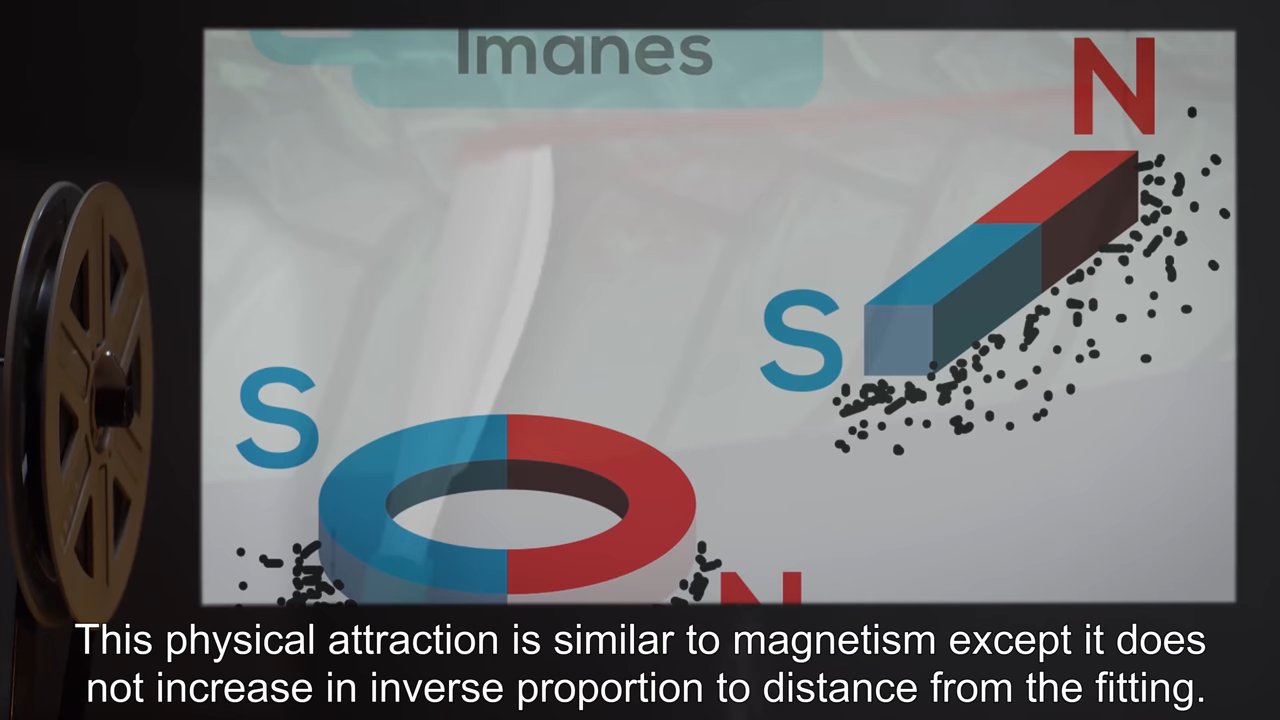 Imanes
N
S
S
N
This physical attraction is similar to magnetism except it does
not increase in inverse proportion to distance from the fitting.